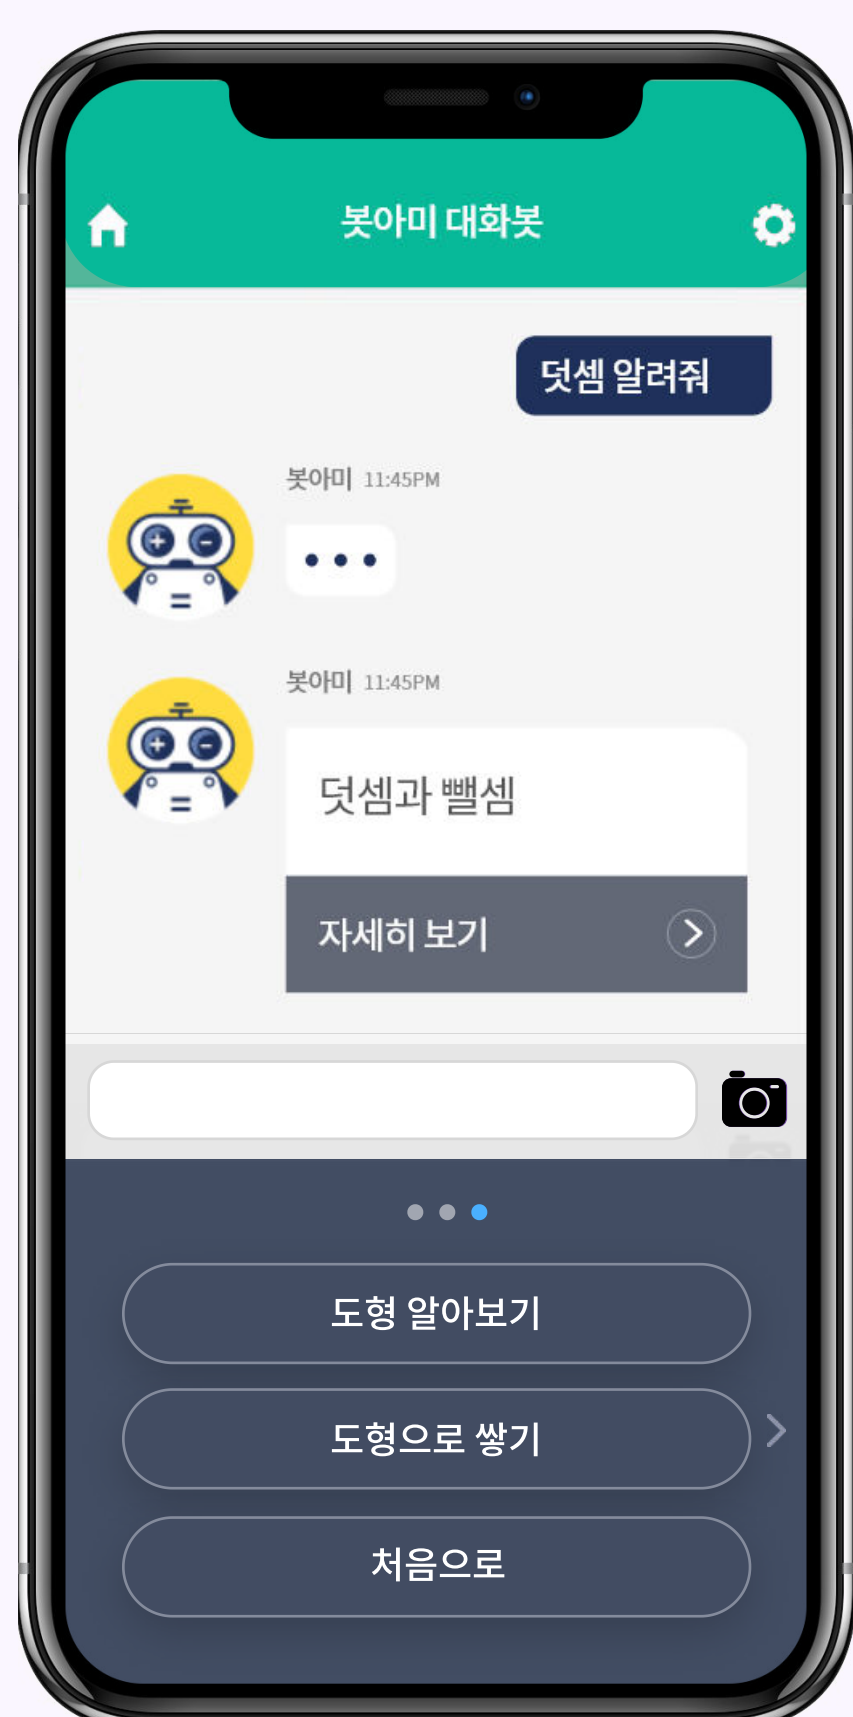 봇아미 대화봇
덧셈 알려줘
봇아미 11:45PM
봇아미 11:45PM
덧셈과 뺄셈
자세히 보기
도형 알아보기
도형으로 쌓기
처음으로